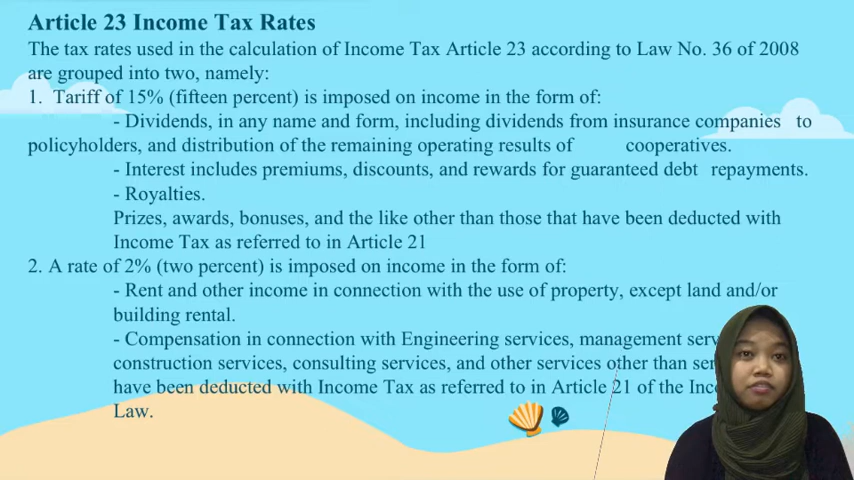 Article 23 Income Tax Rates
The tax rates used in the calculation of Income Tax Article 23 according to Law No. 36 of 2008
are grouped into two, namely:
1. Tariff of 15% (fifteen percent) is imposed on income in the form of:
- Dividends, in any name and form, including dividends from insurance companies to
policyholders, and distribution of the remaining operating results of cooperatives.
- Interest includes premiums, discounts, and rewards for guaranteed debt repayments.
- Royalties.
Prizes, awards, bonuses, and the like other than those that have been deducted with
Income Tax as referred to in Article 21
2. A rate of 2% (two percent) is imposed on income in the form of:
- Rent and other income in connection with the use of property, except land and/or
building rental.
- Compensation in connection with Engineering services, management
construction services, consulting services, and other services other than
have been deducted with Income Tax as referred to in Article 21 of the
Law.